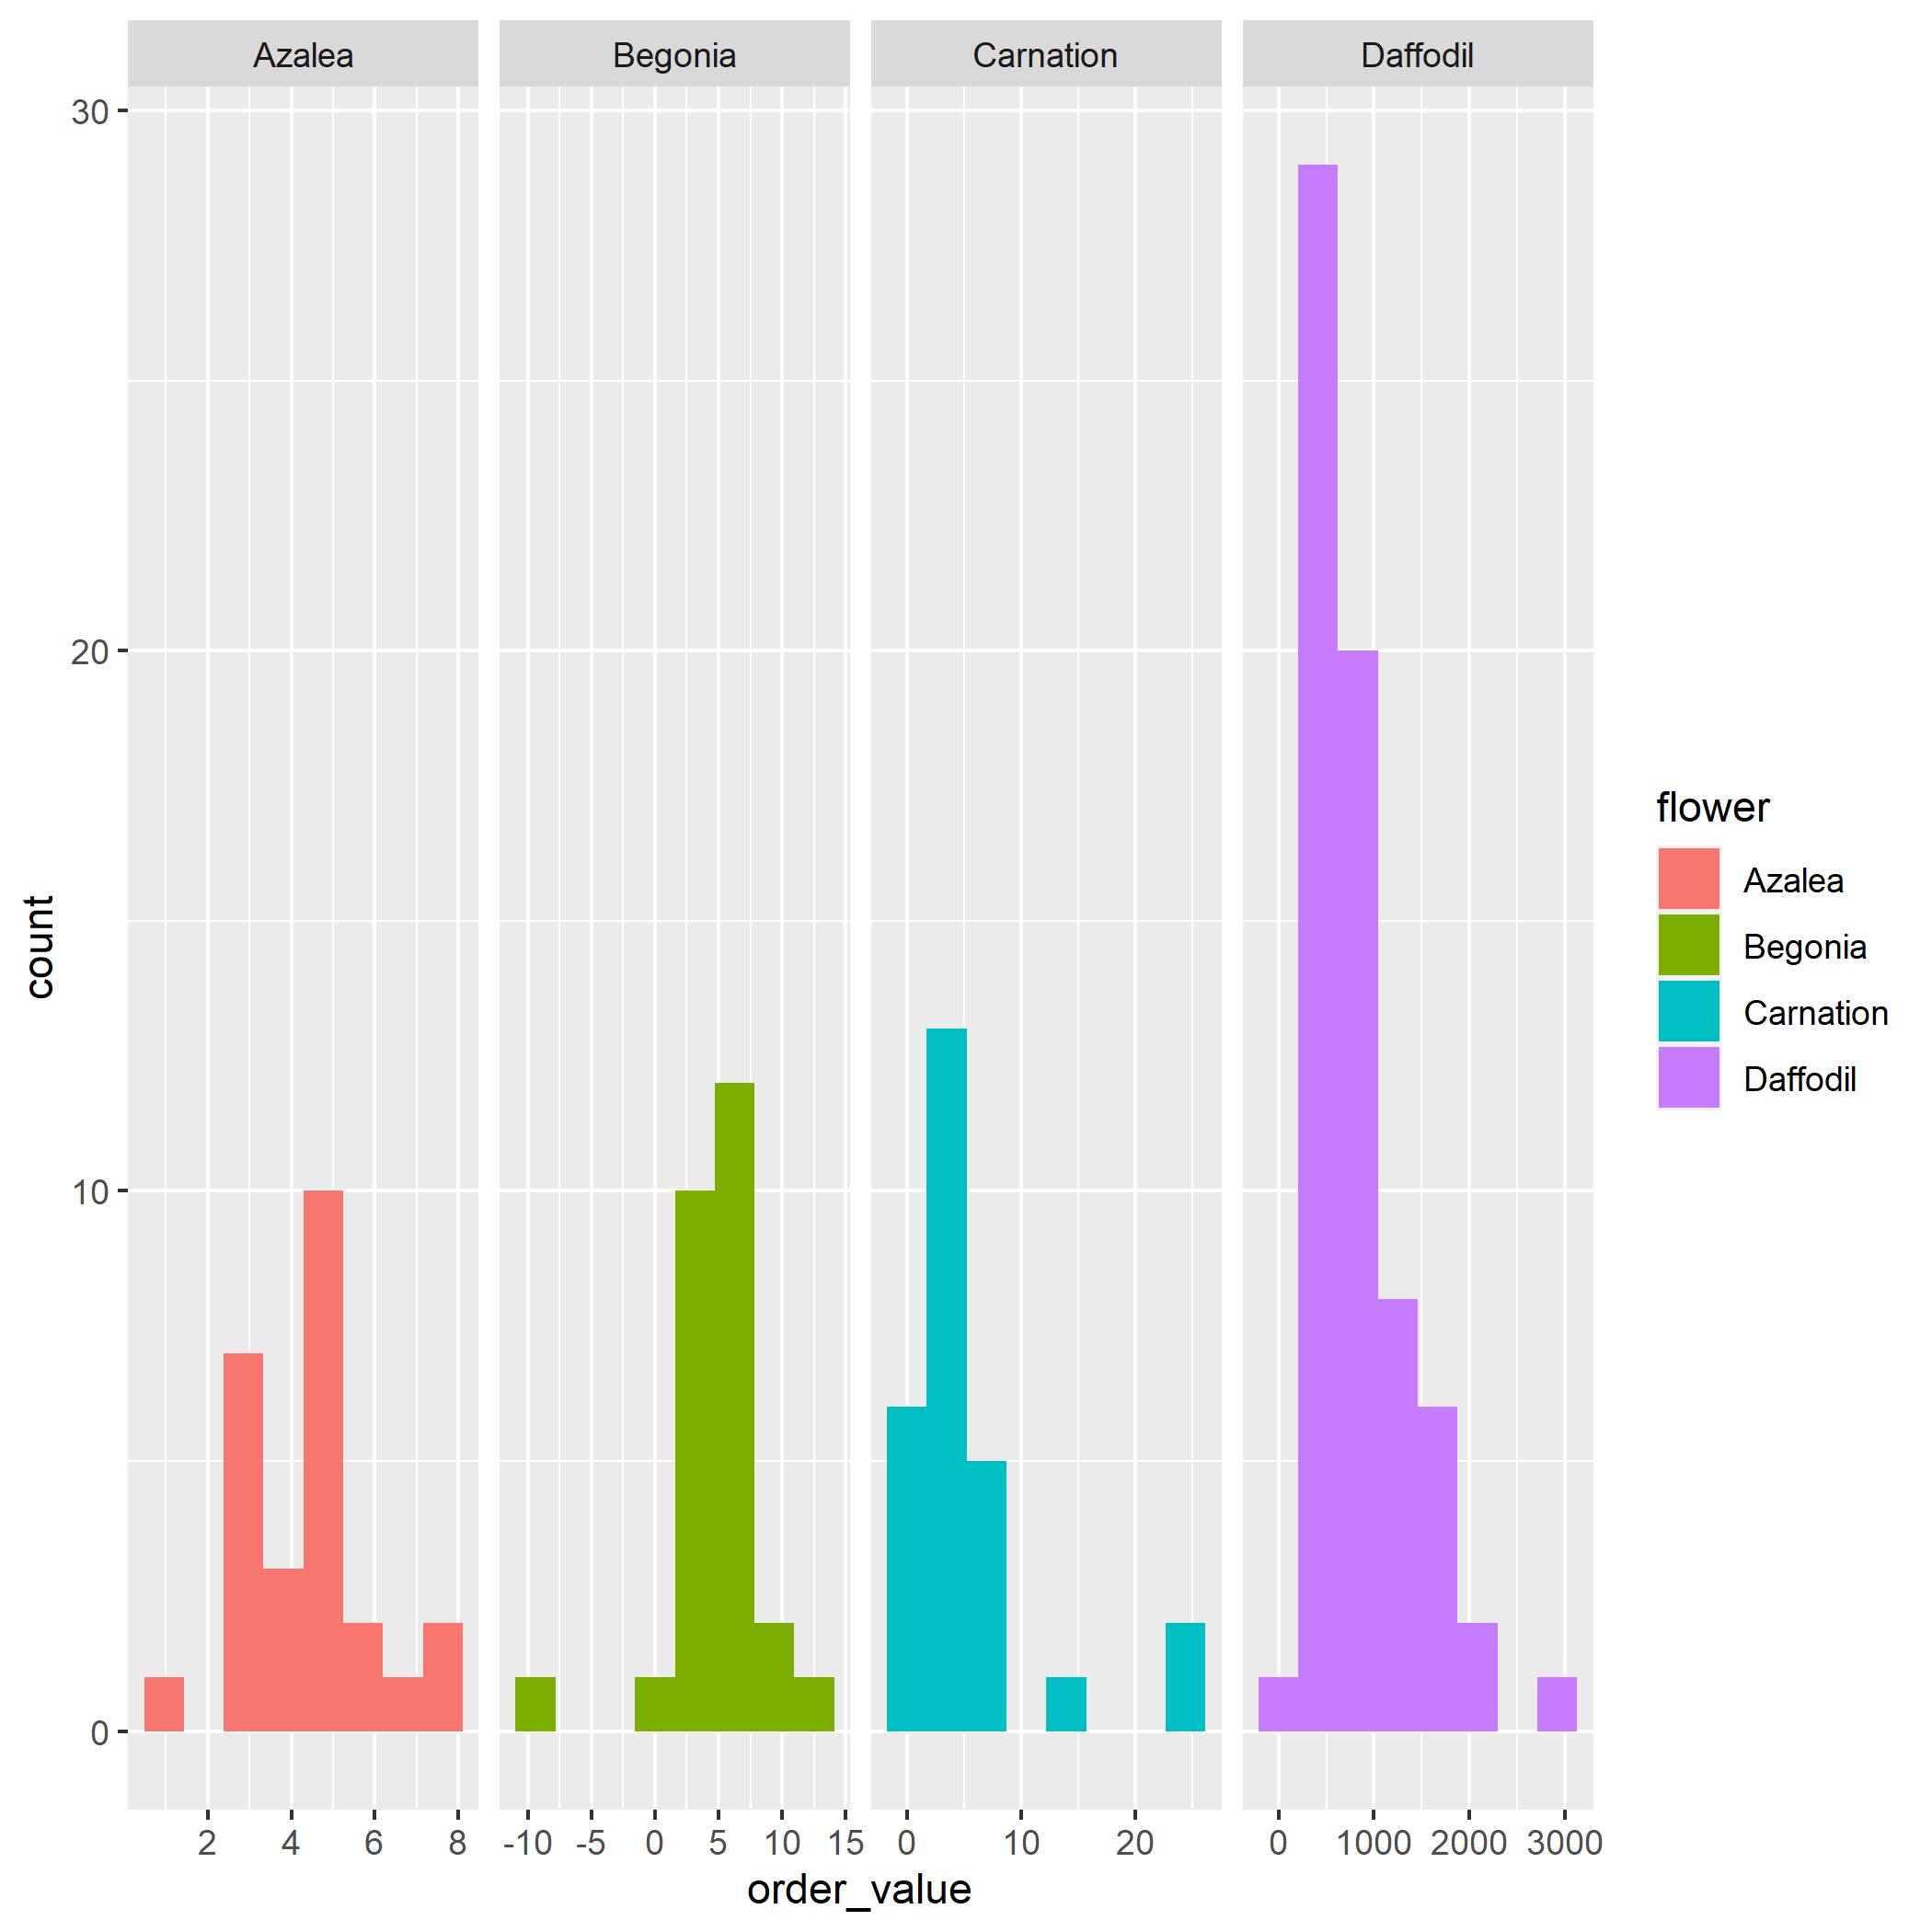 Azalea Begonia Carnation Daffodil
30
20
10
0
count
2 4 6 8 -10 -5 0 5 10 15 0 10 20 0 1000 2000 3000
order_value
flower
Azalea
Begonia
Carnation
Daffodil